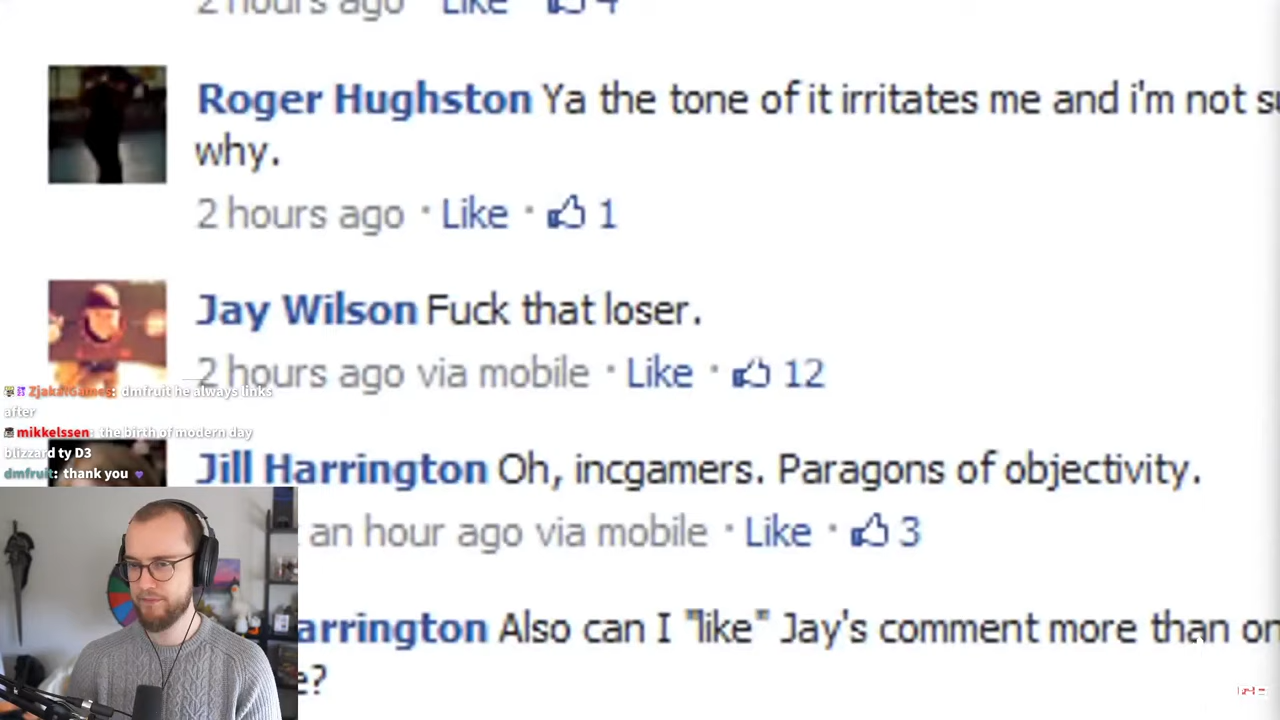 2 hours ago · Like · 4
Roger Hughston Ya the tone of it irritates me and i'm not
why.
2 hours ago · Like · 1
Jay Wilson Fuck that loser.
2 hours ago via mobile · Like · 12
ZjakalGames: dmfruit he always links
after
mikkelssen: the birth of modern day
blizzard ty D3
dmfruit: thank you
Jill Harrington Oh, incgamers. Paragons of objectivity.
an hour ago via mobile · Like · 3
arrington Also can I "like" Jay's comment more than on
e?